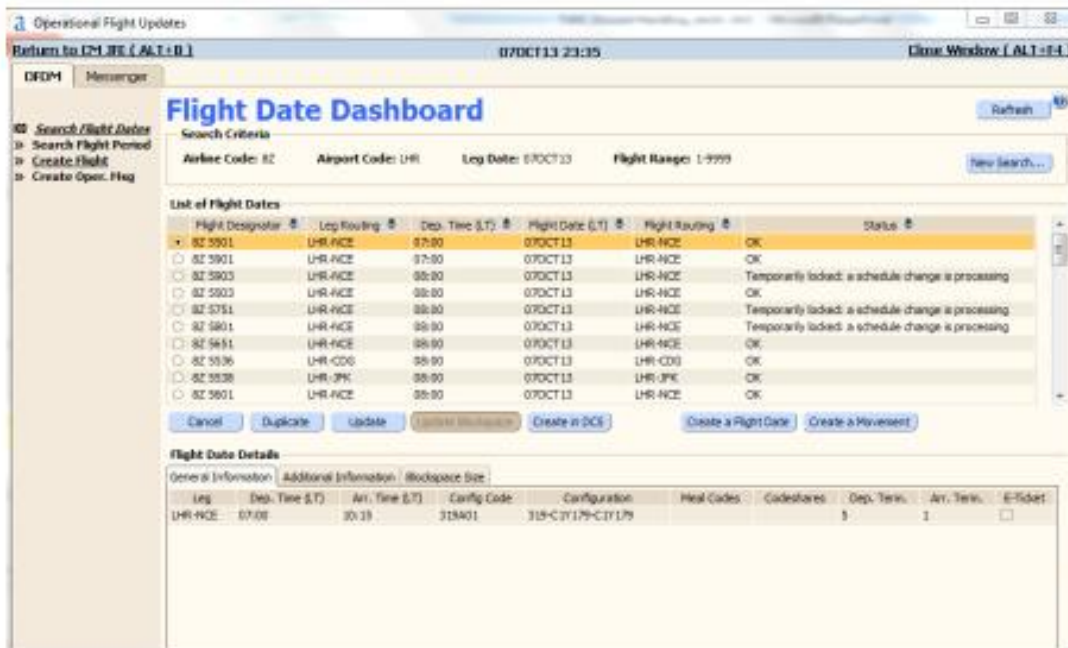 Operational Flight Updates
Return to CM JFE ( ALT+B ) 07OCT13 23:35 Close Window ( ALT+F4 )
DFDM Messenger
Flight Date Dashboard Refresh
Search Flight Dates
Search Flight Period
Create Flight
Create Oper. Msg
Search Criteria
Airline Code: 8Z Airport Code: LHR Leg Date: 07OCT13 Flight Range: 1-9999 New Search...
List of Flight Dates
Flight Designator Leg Routing Dep. Time (LT) Flight Date (LT) Flight Routing Status
8Z 5501 LHR-NCE 07:00 07OCT13 LHR-NCE OK
8Z 5901 LHR-NCE 07:00 07OCT13 LHR-NCE OK
8Z 5903 LHR-NCE 08:00 07OCT13 LHR-NCE Temporarily locked: a schedule change is processing
8Z 5503 LHR-NCE 08:00 07OCT13 LHR-NCE OK
8Z 5751 LHR-NCE 08:00 07OCT13 LHR-NCE Temporarily locked: a schedule change is processing
8Z 5801 LHR-NCE 08:00 07OCT13 LHR-NCE Temporarily locked: a schedule change is processing
8Z 5651 LHR-NCE 08:00 07OCT13 LHR-NCE OK
8Z 5536 LHR-CDG 08:00 07OCT13 LHR-CDG OK
8Z 5538 LHR-JFK 08:00 07OCT13 LHR-JFK OK
8Z 5601 LHR-NCE 08:00 07OCT13 LHR-NCE OK
Cancel Duplicate Update Update Blockspace Create in DCS Create a Flight Date Create a Movement
Flight Date Details
General Information Additional Information Blockspace Size
Leg Dep. Time (LT) Arr. Time (LT) Config Code Configuration Meal Codes Codeshares Dep. Term. Arr. Term. E-Ticket
LHR-NCE 07:00 10:15 319A01 319-C1Y179-C1Y179 5 1